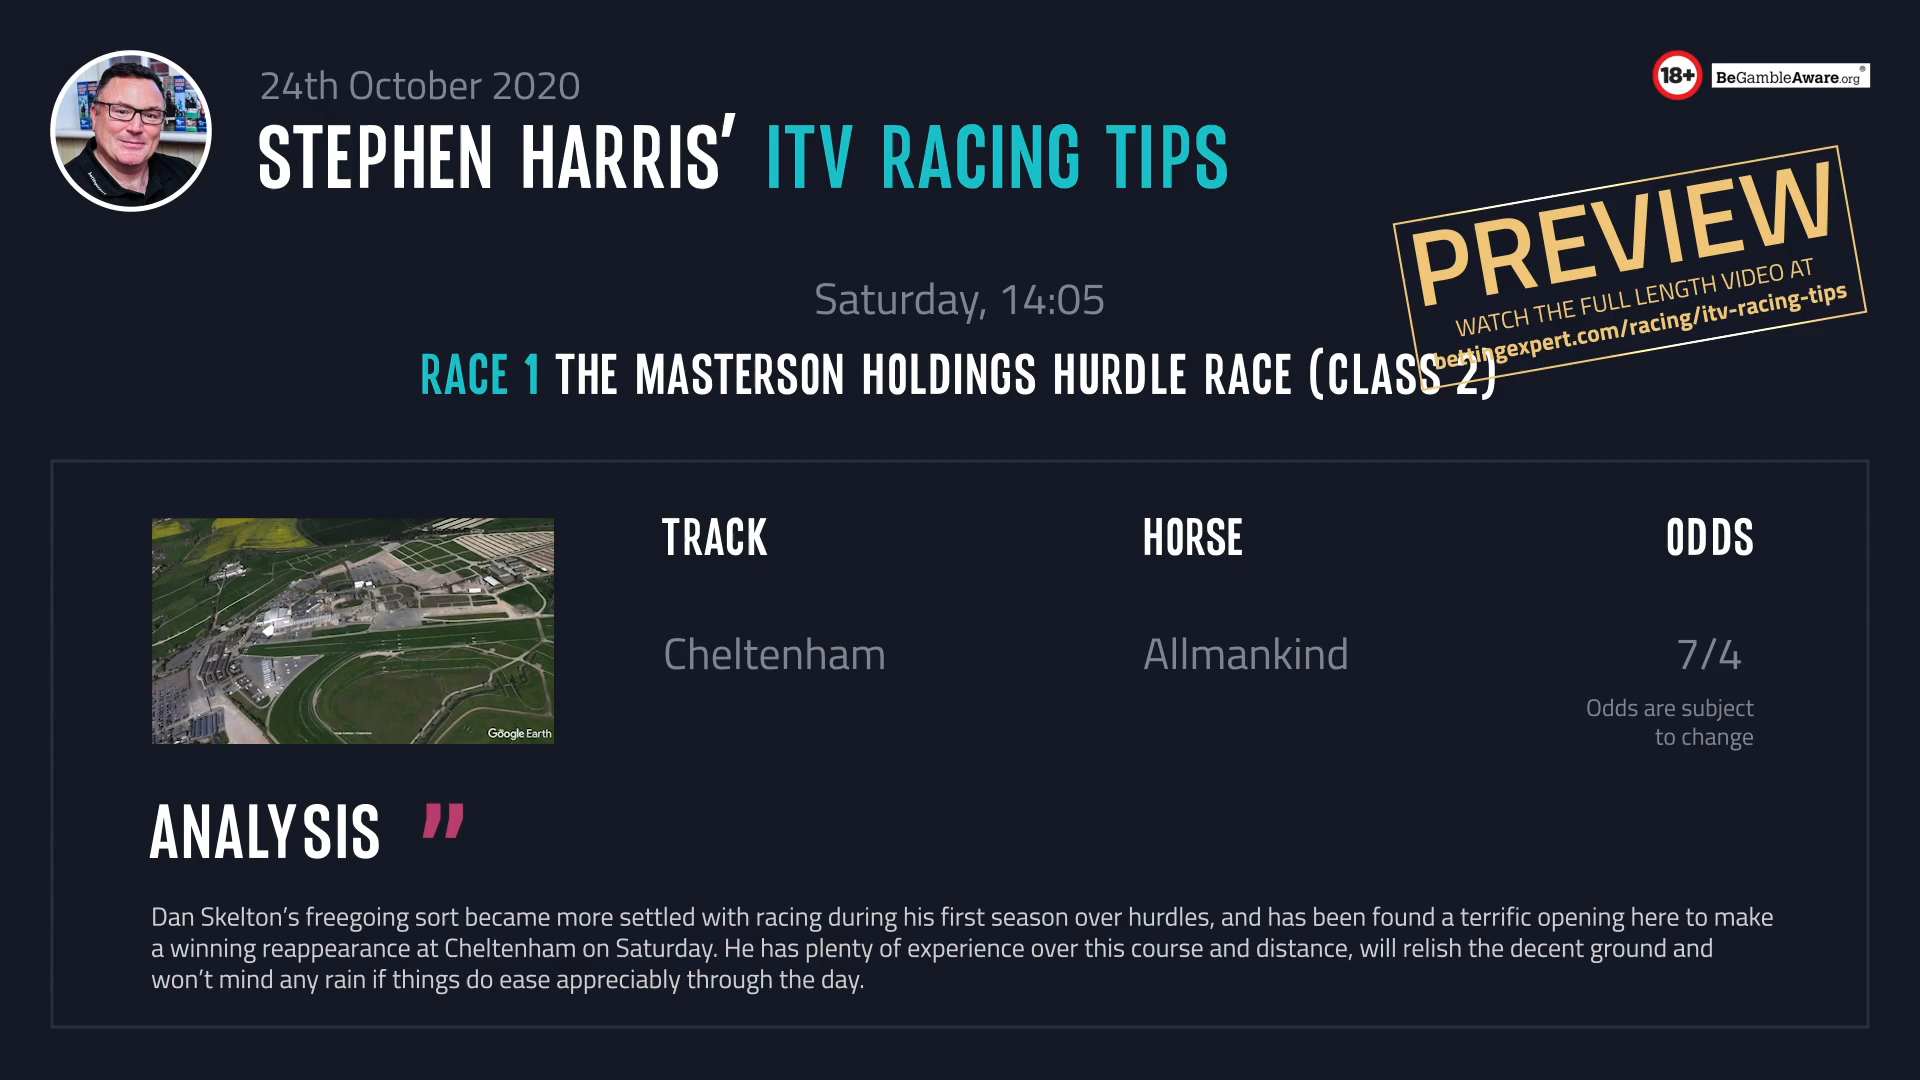 24th October 2020
STEPHEN HARRIS’ ITV RACING TIPS
18+
BeGambleAware.org®
PREVIEW
WATCH THE FULL LENGTH VIDEO AT
bettingexpert.com/racing/itv-racing-tips
Saturday, 14:05
RACE 1 THE MASTERSON HOLDINGS HURDLE RACE (CLASS 2)
TRACK
HORSE
ODDS
Cheltenham
Allmankind
7/4
Odds are subject
to change
Google Earth
ANALYSIS ”
Dan Skelton’s freegoing sort became more settled with racing during his first season over hurdles, and has been found a terrific opening here to make
a winning reappearance at Cheltenham on Saturday. He has plenty of experience over this course and distance, will relish the decent ground and
won’t mind any rain if things do ease appreciably through the day.